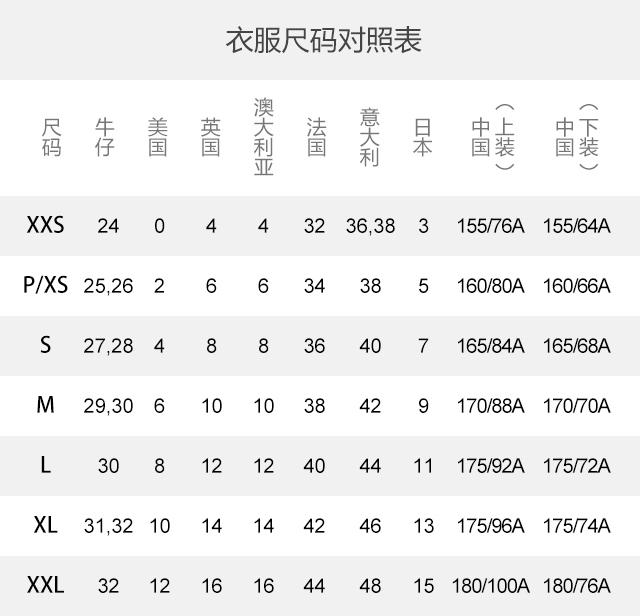 衣服尺码对照表
尺码 牛仔 美国 英国 澳大利亚 法国 意大利 日本 中国（上装） 中国（下装）
XXS 24 0 4 4 32 36,38 3 155/76A 155/64A
P/XS 25,26 2 6 6 34 38 5 160/80A 160/66A
S 27,28 4 8 8 36 40 7 165/84A 165/68A
M 29,30 6 10 10 38 42 9 170/88A 170/70A
L 30 8 12 12 40 44 11 175/92A 175/72A
XL 31,32 10 14 14 42 46 13 175/96A 175/74A
XXL 32 12 16 16 44 48 15 180/100A 180/76A